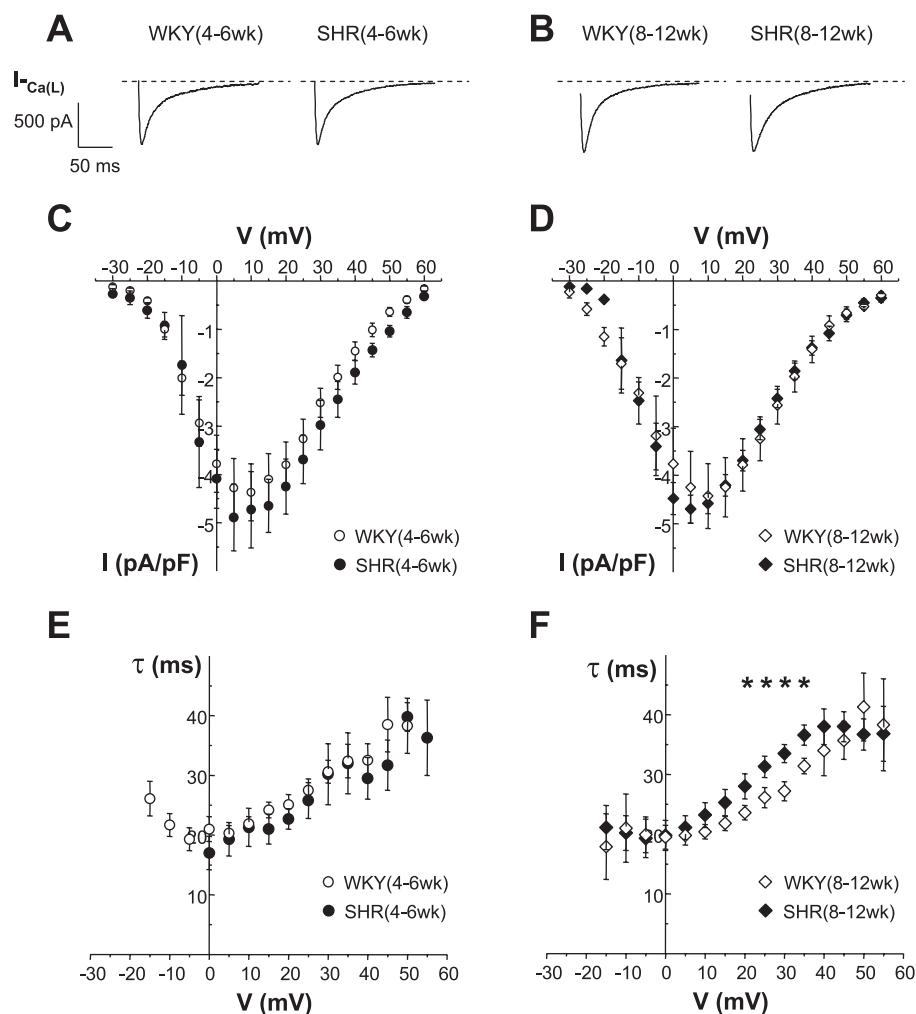 A
WKY(4-6wk) SHR(4-6wk)
B
WKY(8-12wk) SHR(8-12wk)
I-Ca(L)
500 pA
50 ms
C
V (mV)
-30 -20 -10 0 10 20 30 40 50 60
-1
-2
-3
-4
-5
I (pA/pF)
WKY(4-6wk)
SHR(4-6wk)
D
V (mV)
-30 -20 -10 0 10 20 30 40 50 60
-1
-2
-3
-4
-5
I (pA/pF)
WKY(8-12wk)
SHR(8-12wk)
E
τ (ms)
40
30
20
10
WKY(4-6wk)
SHR(4-6wk)
-30 -20 -10 0 10 20 30 40 50 60
V (mV)
F
τ (ms)
* * * *
40
30
20
10
WKY(8-12wk)
SHR(8-12wk)
-30 -20 -10 0 10 20 30 40 50 60
V (mV)